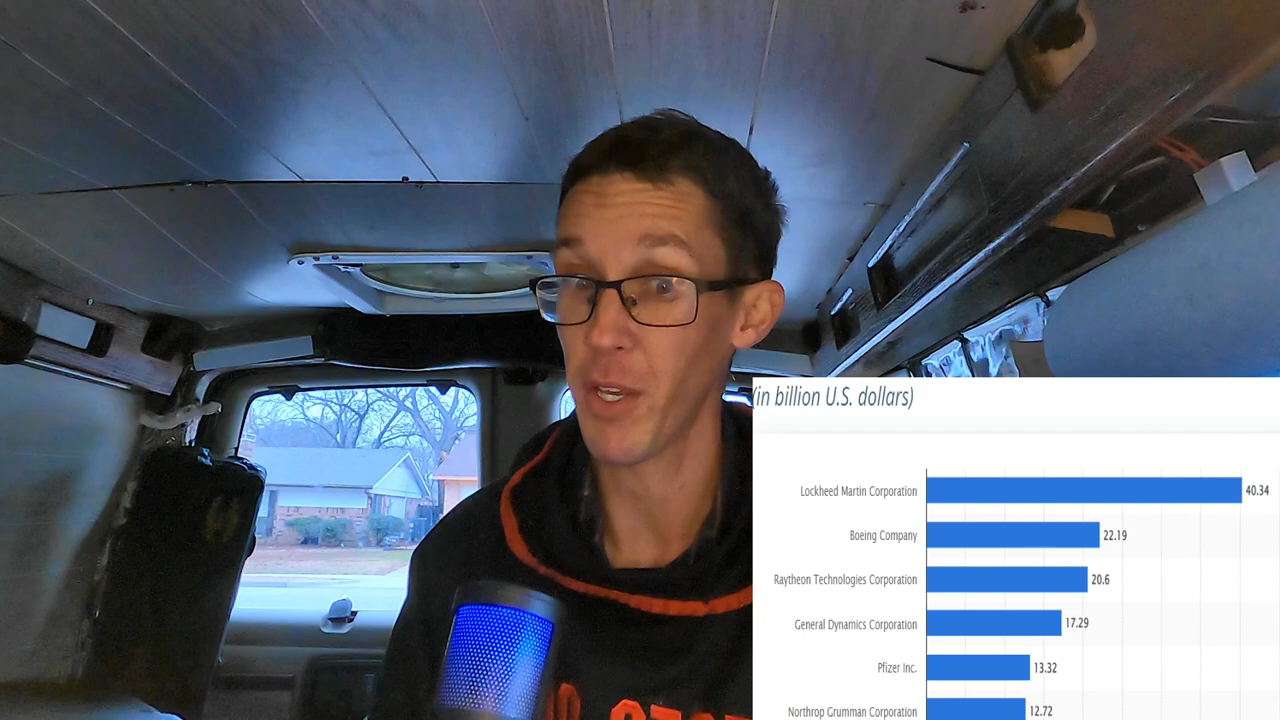 (in billion U.S. dollars)
Lockheed Martin Corporation 40.34
Boeing Company 22.19
Raytheon Technologies Corporation 20.6
General Dynamics Corporation 17.29
Pfizer Inc. 13.32
Northrop Grumman Corporation 12.72